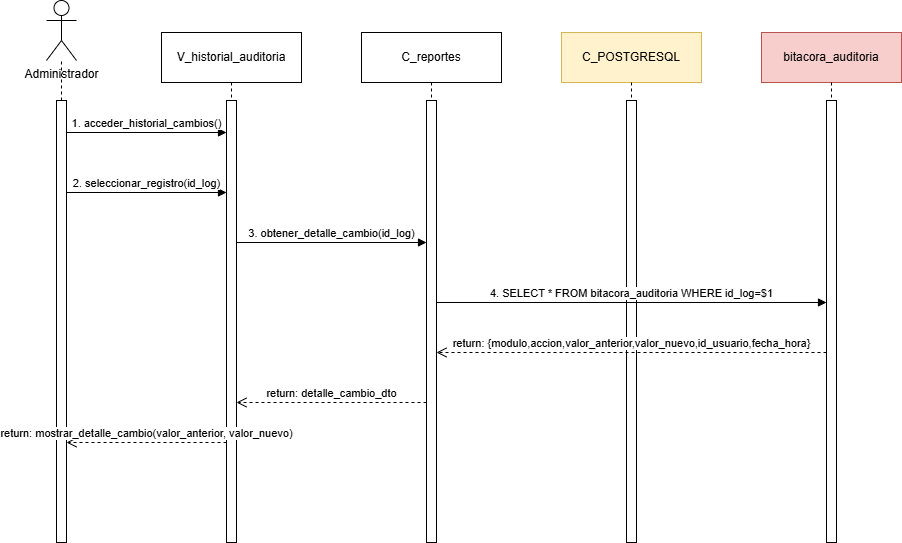 Administrador
V_historial_auditoria
C_reportes
C_POSTGRESQL
bitacora_auditoria
1. acceder_historial_cambios()
2. seleccionar_registro(id_log)
3. obtener_detalle_cambio(id_log)
4. SELECT * FROM bitacora_auditoria WHERE id_log=$1
return: {modulo,accion,valor_anterior,valor_nuevo,id_usuario,fecha_hora}
return: detalle_cambio_dto
return: mostrar_detalle_cambio(valor_anterior, valor_nuevo)